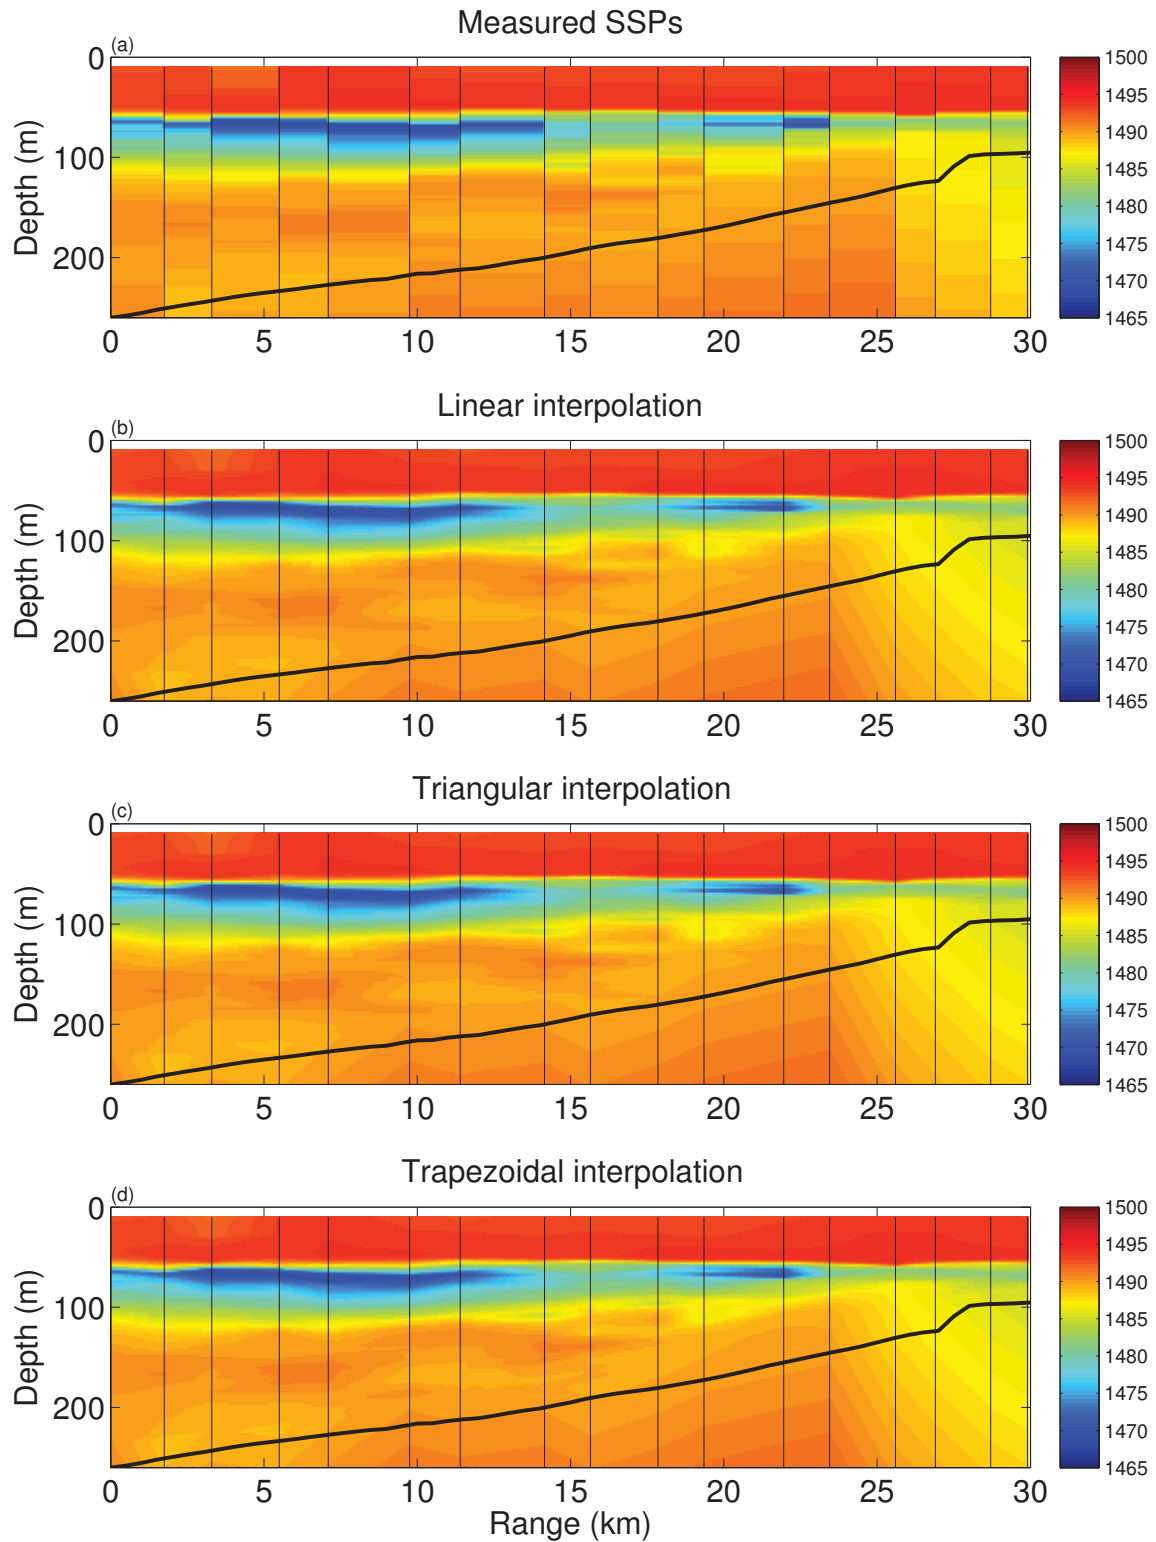 Measured SSPs
(a)
0
100
200
Depth (m)
0 5 10 15 20 25 30
1500
1495
1490
1485
1480
1475
1470
1465
Linear interpolation
(b)
0
100
200
Depth (m)
0 5 10 15 20 25 30
1500
1495
1490
1485
1480
1475
1470
1465
Triangular interpolation
(c)
0
100
200
Depth (m)
0 5 10 15 20 25 30
1500
1495
1490
1485
1480
1475
1470
1465
Trapezoidal interpolation
(d)
0
100
200
Depth (m)
0 5 10 15 20 25 30
Range (km)
1500
1495
1490
1485
1480
1475
1470
1465